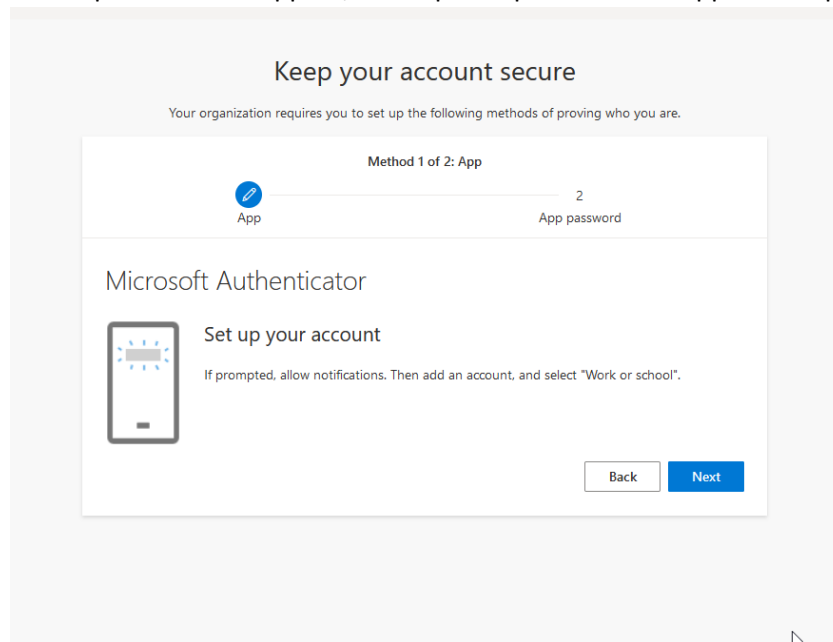 Keep your account secure
Your organization requires you to set up the following methods of proving who you are.
Method 1 of 2: App
2
App
App password
Microsoft Authenticator
Set up your account
If prompted, allow notifications. Then add an account, and select "Work or school".
Back
Next